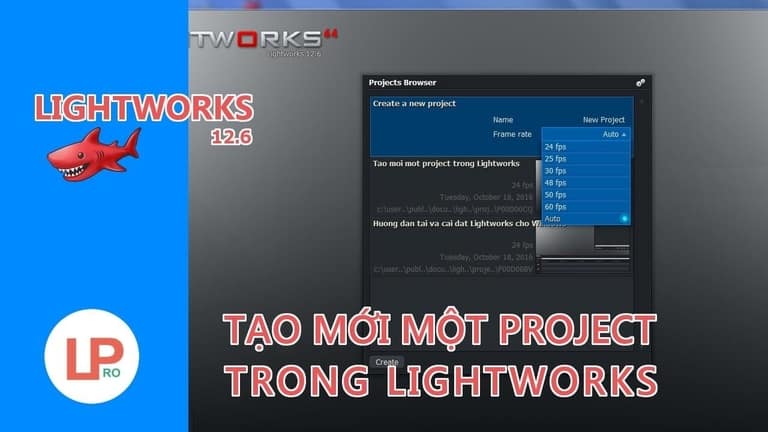 TWORKS 64
lightworks 12.6
LIGHTWORKS
12.6
Projects Browser
Create a new project
Name New Project
Frame rate Auto
24 fps
25 fps
30 fps
48 fps
50 fps
60 fps
Auto
Tao moi mot project trong Lightworks
24 fps
Tuesday, October 18, 2016
c:\user..\publ..\docu..\ligh..\proj..\
Huong dan tai va cai dat Lightworks cho Windows
24 fps
Tuesday, October 18, 2016
c:\user..\publ..\docu..\ligh..\proje..\
Create
LP
RO
TẠO MỚI MỘT PROJECT
TRONG LIGHTWORKS